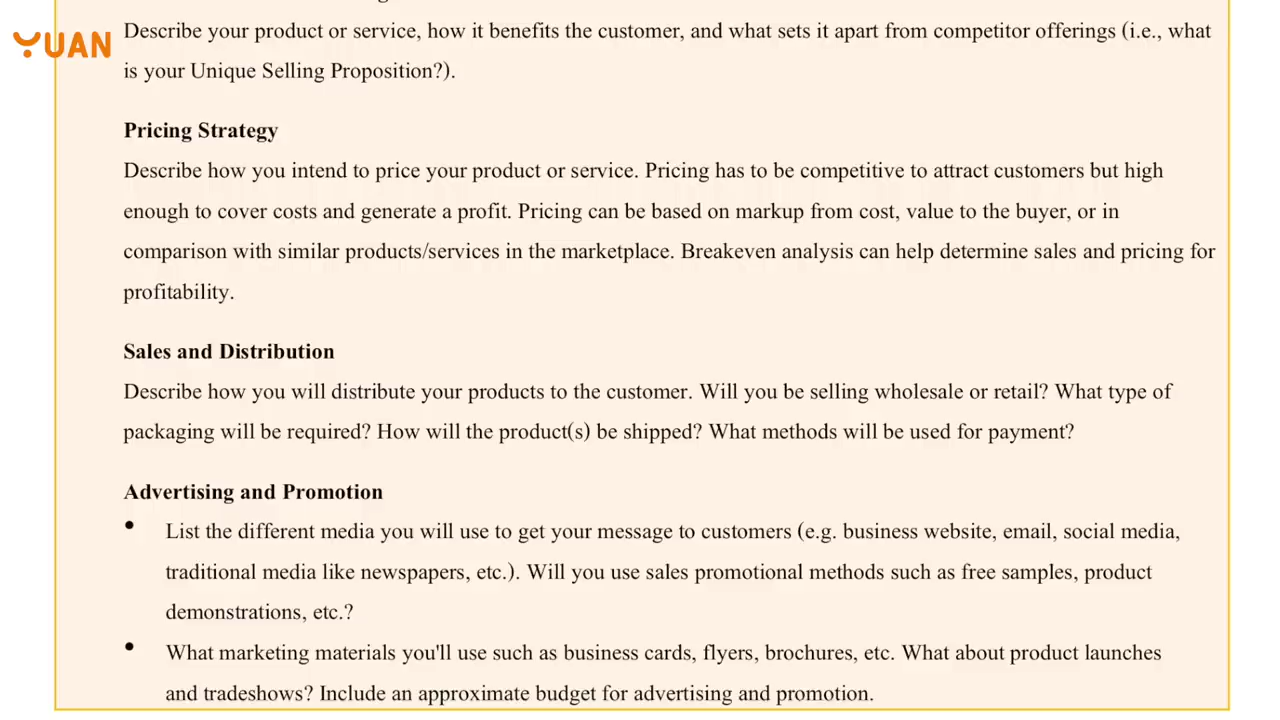 YUAN
Describe your product or service, how it benefits the customer, and what sets it apart from competitor offerings (i.e., what
is your Unique Selling Proposition?).
Pricing Strategy
Describe how you intend to price your product or service. Pricing has to be competitive to attract customers but high
enough to cover costs and generate a profit. Pricing can be based on markup from cost, value to the buyer, or in
comparison with similar products/services in the marketplace. Breakeven analysis can help determine sales and pricing for
profitability.
Sales and Distribution
Describe how you will distribute your products to the customer. Will you be selling wholesale or retail? What type of
packaging will be required? How will the product(s) be shipped? What methods will be used for payment?
Advertising and Promotion
• List the different media you will use to get your message to customers (e.g. business website, email, social media,
traditional media like newspapers, etc.). Will you use sales promotional methods such as free samples, product
demonstrations, etc.?
• What marketing materials you'll use such as business cards, flyers, brochures, etc. What about product launches
and tradeshows? Include an approximate budget for advertising and promotion.